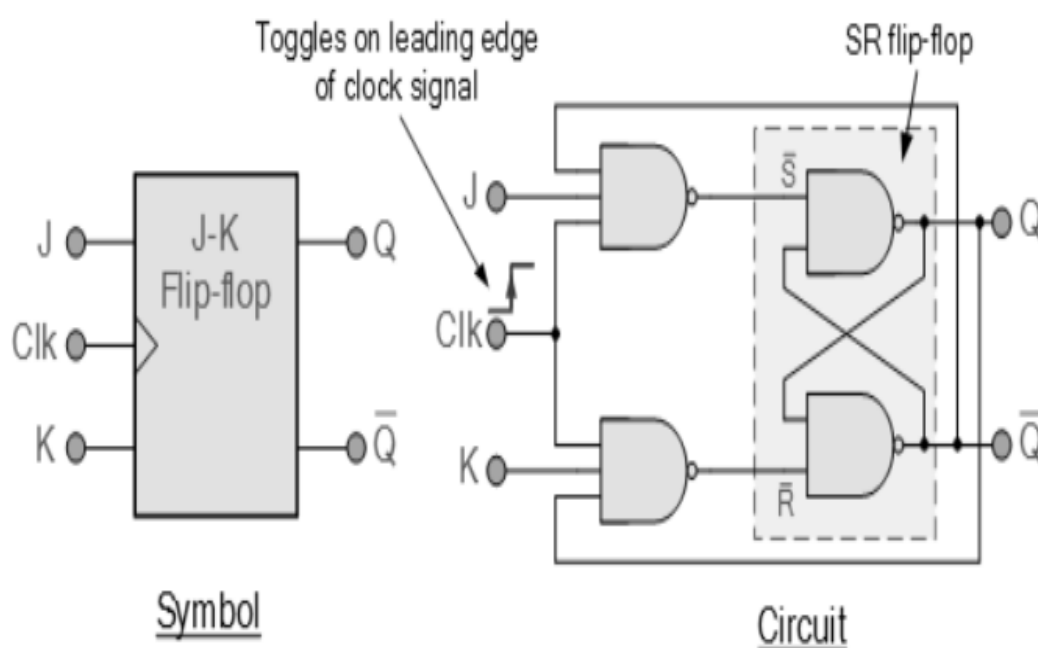 Toggles on leading edge
of clock signal
SR flip-flop
J
J-K
Flip-flop
Q
Clk
K
Q̅
Symbol
J
Clk
K
S̅
R̅
Q
Q̅
Circuit